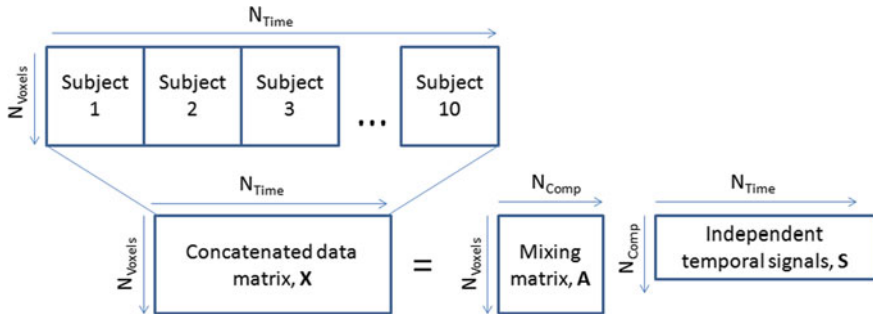 N_Time
N_Voxels
Subject 1
Subject 2
Subject 3
...
Subject 10
N_Time
N_Voxels
Concatenated data
matrix, X
=
N_Comp
N_Voxels
Mixing
matrix, A
N_Time
N_Comp
Independent
temporal signals, S